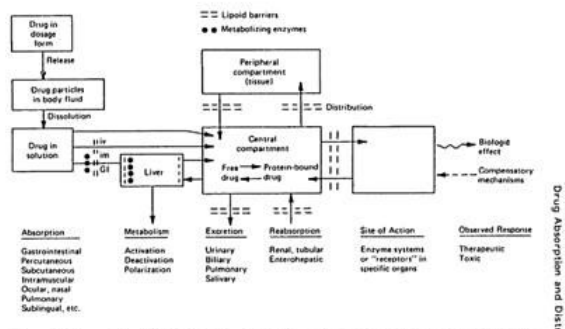 Drug in
dosage
form
Release
Drug particles
in body fluid
Dissolution
Drug in
solution
iv
im
GI
Liver
Lipoid barriers
Metabolizing enzymes
Peripheral
compartment
(tissue)
Distribution
Central
compartment
Free
drug
Protein-bound
drug
Biologid
effect
Compensatory
mechanisms
Absorption
Gastrointestinal
Percutaneous
Subcutaneous
Intramuscular
Ocular, nasal
Pulmonary
Sublingual, etc.
Metabolism
Activation
Deactivation
Polarization
Excretion
Urinary
Biliary
Pulmonary
Salivary
Reabsorption
Renal, tubular
Enterohepatic
Site of Action
Enzyme systems
or "receptors" in
specific organs
Observed Response
Therapeutic
Toxic
Drug Absorption and Dist